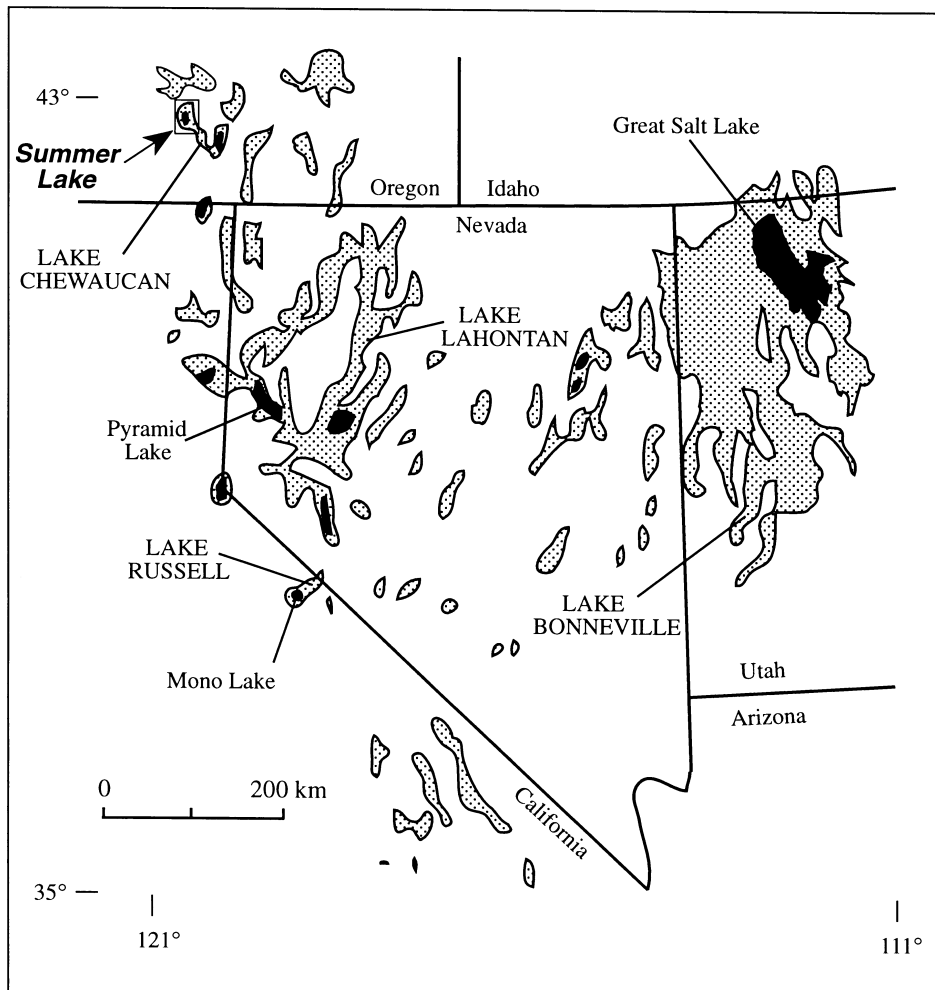 43°
Great Salt Lake
Summer
Lake
Oregon
Idaho
Nevada
LAKE
CHEWAUCAN
LAKE
LAHONTAN
Pyramid
Lake
LAKE
RUSSELL
LAKE
BONNEVILLE
Mono Lake
Utah
Arizona
0 200 km
California
35°
121°
111°